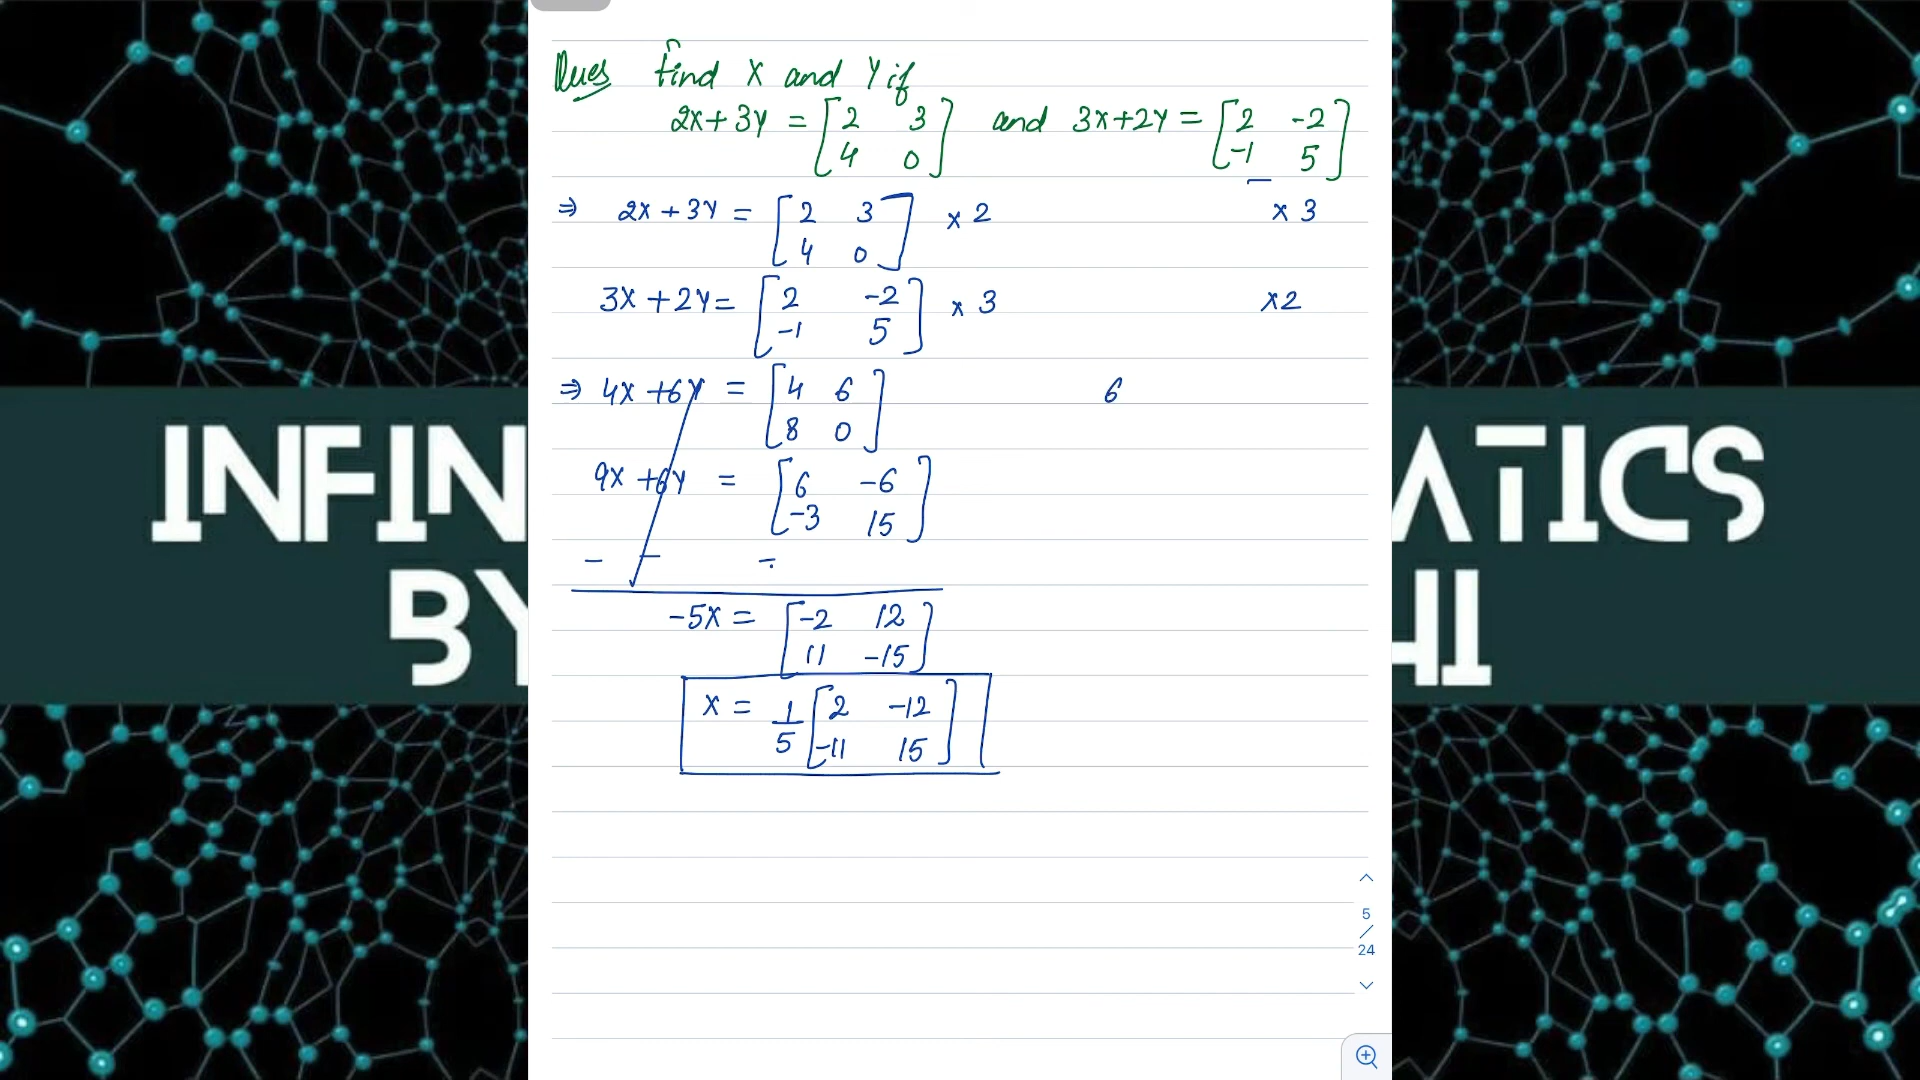 Ques find X and Y if
2X+3Y = [2 3 and 3X+2Y = [2 -2
4 0] -1 5]
⇒ 2X+3Y = [2 3 × 2 × 3
4 0]
3X+2Y= [2 -2 × 3 ×2
-1 5]
⇒ 4X+6Y = [4 6 6
8 0]
9X+6Y = [6 -6
-3 15]
- - -
-5X = [-2 12
11 -15]
X = 1/5 [2 -12
-11 15]
INFIN ATICS
BY HI
5
/
24